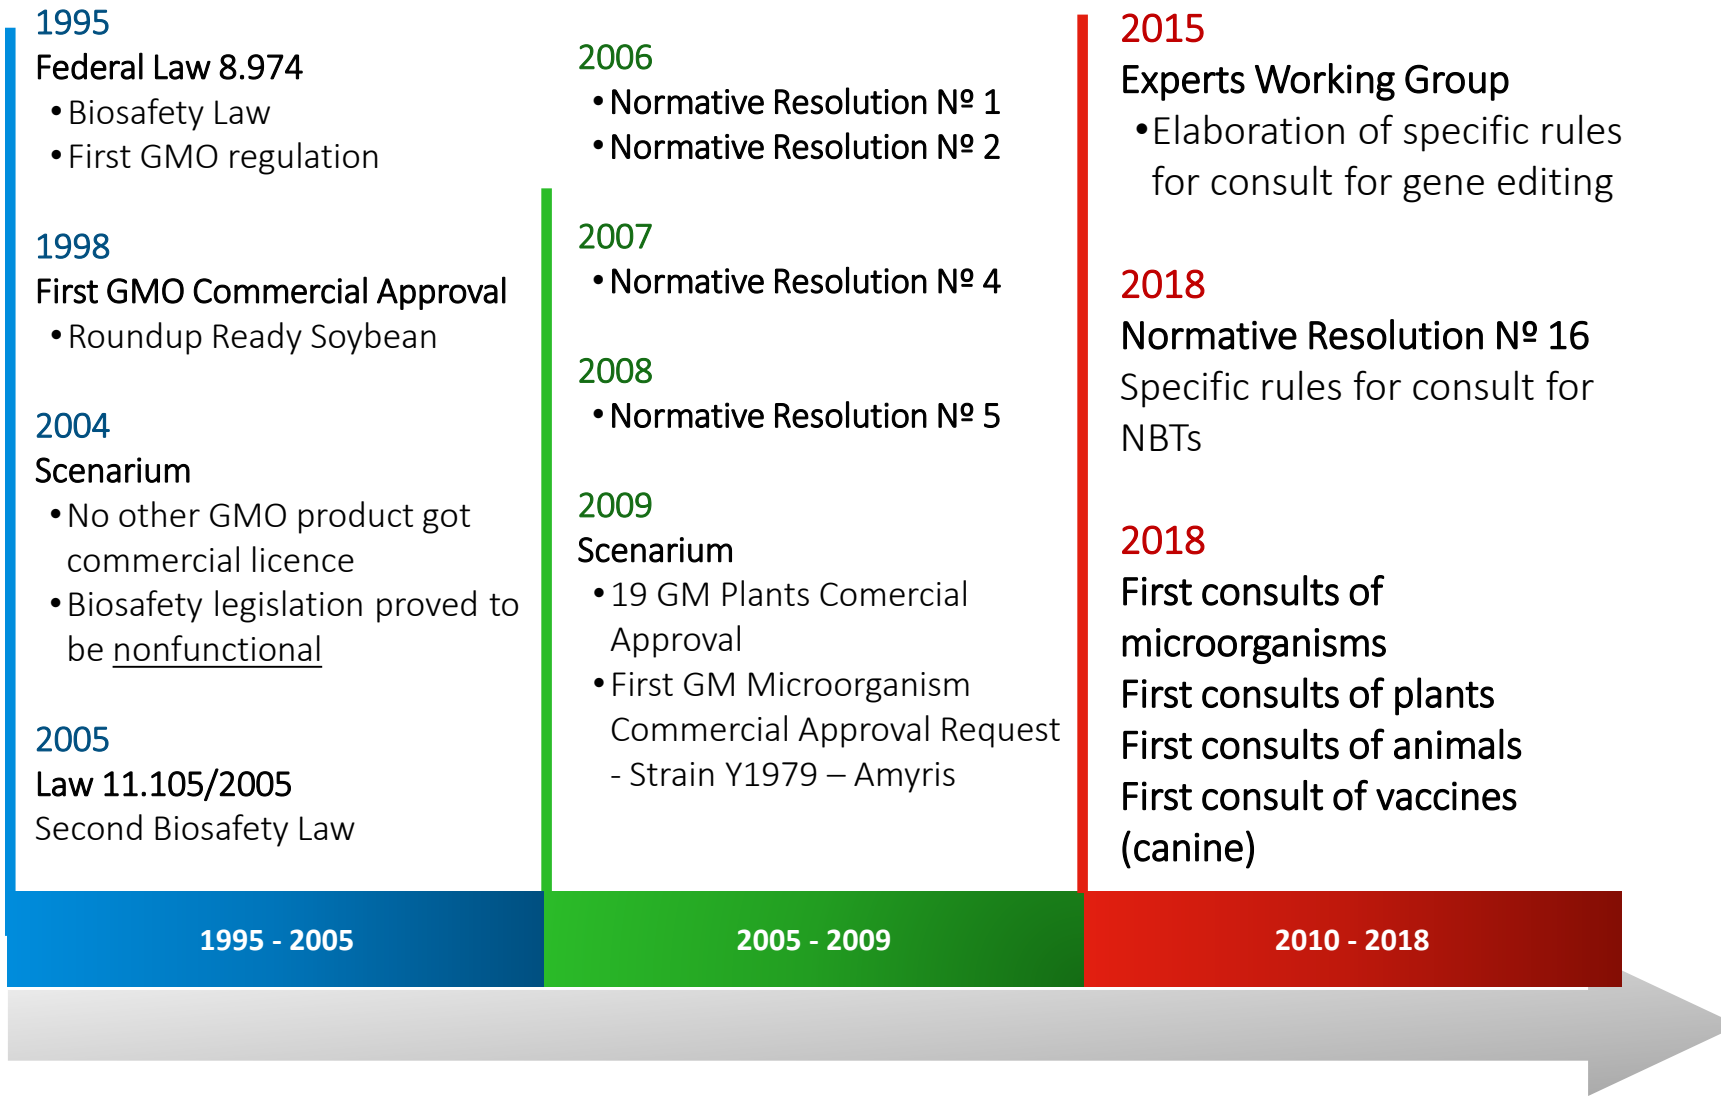 1995
Federal Law 8.974
• Biosafety Law
• First GMO regulation
1998
First GMO Commercial Approval
• Roundup Ready Soybean
2004
Scenarium
• No other GMO product got
commercial licence
• Biosafety legislation proved to
be nonfunctional
2005
Law 11.105/2005
Second Biosafety Law
2006
• Normative Resolution Nº 1
• Normative Resolution Nº 2
2007
• Normative Resolution Nº 4
2008
• Normative Resolution Nº 5
2009
Scenarium
• 19 GM Plants Comercial
Approval
• First GM Microorganism
Commercial Approval Request
- Strain Y1979 – Amyris
2015
Experts Working Group
• Elaboration of specific rules
for consult for gene editing
2018
Normative Resolution Nº 16
Specific rules for consult for
NBTs
2018
First consults of
microorganisms
First consults of plants
First consults of animals
First consult of vaccines
(canine)
1995 - 2005
2005 - 2009
2010 - 2018